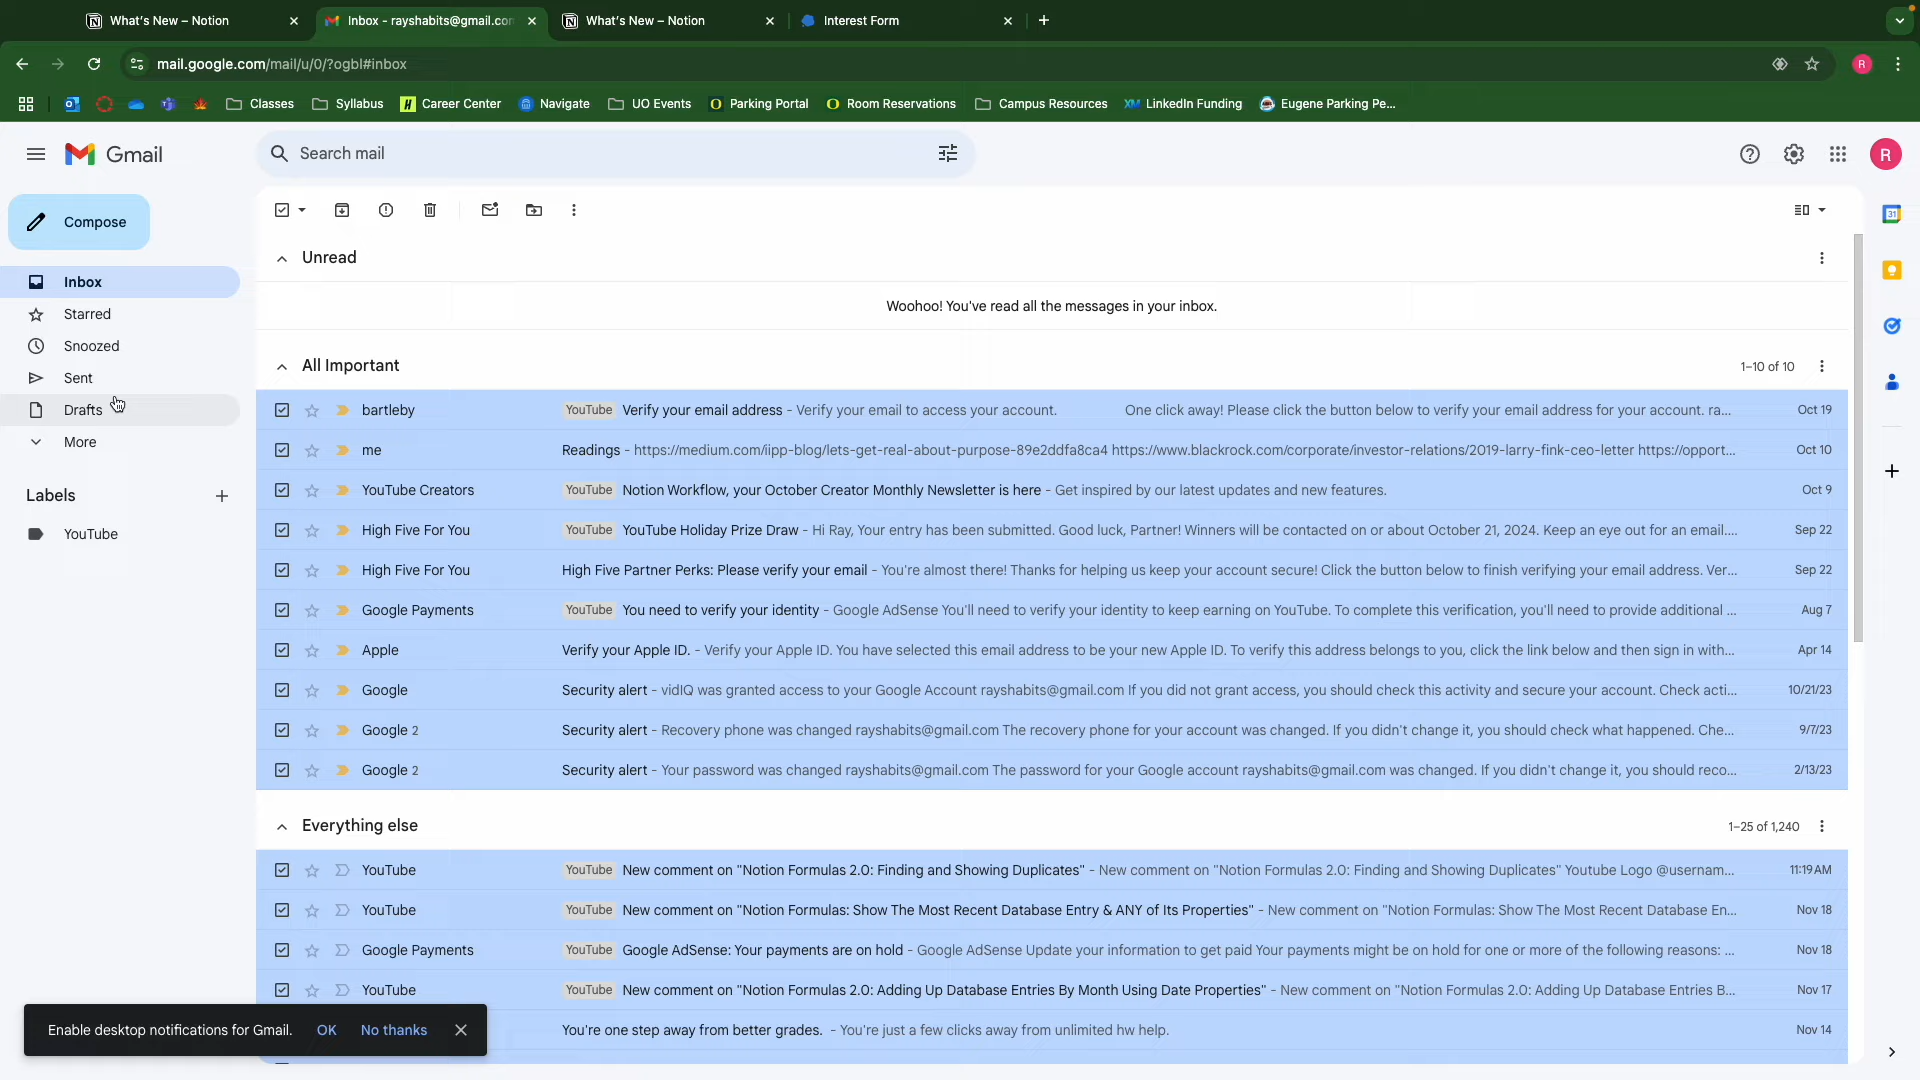 What's New – Notion
Inbox - rayshabits@gmail.con
What's New – Notion
Interest Form
mail.google.com/mail/u/0/?ogbl#inbox
Classes Syllabus Career Center Navigate UO Events Parking Portal Room Reservations Campus Resources LinkedIn Funding Eugene Parking Pe...
R
Gmail
Search mail
R
Compose
Inbox
Starred
Snoozed
Sent
Drafts
More
Labels
YouTube
Unread
Woohoo! You've read all the messages in your inbox.
All Important 1–10 of 10
bartleby YouTube Verify your email address - Verify your email to access your account. One click away! Please click the button below to verify your email address for your account. ra... Oct 19
me Readings - https://medium.com/iipp-blog/lets-get-real-about-purpose-89e2ddfa8ca4 https://www.blackrock.com/corporate/investor-relations/2019-larry-fink-ceo-letter https://opport... Oct 10
YouTube Creators YouTube Notion Workflow, your October Creator Monthly Newsletter is here - Get inspired by our latest updates and new features. Oct 9
High Five For You YouTube YouTube Holiday Prize Draw - Hi Ray, Your entry has been submitted. Good luck, Partner! Winners will be contacted on or about October 21, 2024. Keep an eye out for an email.... Sep 22
High Five For You High Five Partner Perks: Please verify your email - You're almost there! Thanks for helping us keep your account secure! Click the button below to finish verifying your email address. Ver... Sep 22
Google Payments YouTube You need to verify your identity - Google AdSense You'll need to verify your identity to keep earning on YouTube. To complete this verification, you'll need to provide additional ... Aug 7
Apple Verify your Apple ID. - Verify your Apple ID. You have selected this email address to be your new Apple ID. To verify this address belongs to you, click the link below and then sign in with... Apr 14
Google Security alert - vidIQ was granted access to your Google Account rayshabits@gmail.com If you did not grant access, you should check this activity and secure your account. Check acti... 10/21/23
Google 2 Security alert - Recovery phone was changed rayshabits@gmail.com The recovery phone for your account was changed. If you didn't change it, you should check what happened. Che... 9/7/23
Google 2 Security alert - Your password was changed rayshabits@gmail.com The password for your Google account rayshabits@gmail.com was changed. If you didn't change it, you should reco... 2/13/23
Everything else 1–25 of 1,240
YouTube YouTube New comment on "Notion Formulas 2.0: Finding and Showing Duplicates" - New comment on "Notion Formulas 2.0: Finding and Showing Duplicates" Youtube Logo @usernam... 11:19 AM
YouTube YouTube New comment on "Notion Formulas: Show The Most Recent Database Entry & ANY of Its Properties" - New comment on "Notion Formulas: Show The Most Recent Database En... Nov 18
Google Payments YouTube Google AdSense: Your payments are on hold - Google AdSense Update your information to get paid Your payments might be on hold for one or more of the following reasons: ... Nov 18
YouTube YouTube New comment on "Notion Formulas 2.0: Adding Up Database Entries By Month Using Date Properties" - New comment on "Notion Formulas 2.0: Adding Up Database Entries B... Nov 17
You're one step away from better grades. - You're just a few clicks away from unlimited hw help. Nov 14
Enable desktop notifications for Gmail. OK No thanks